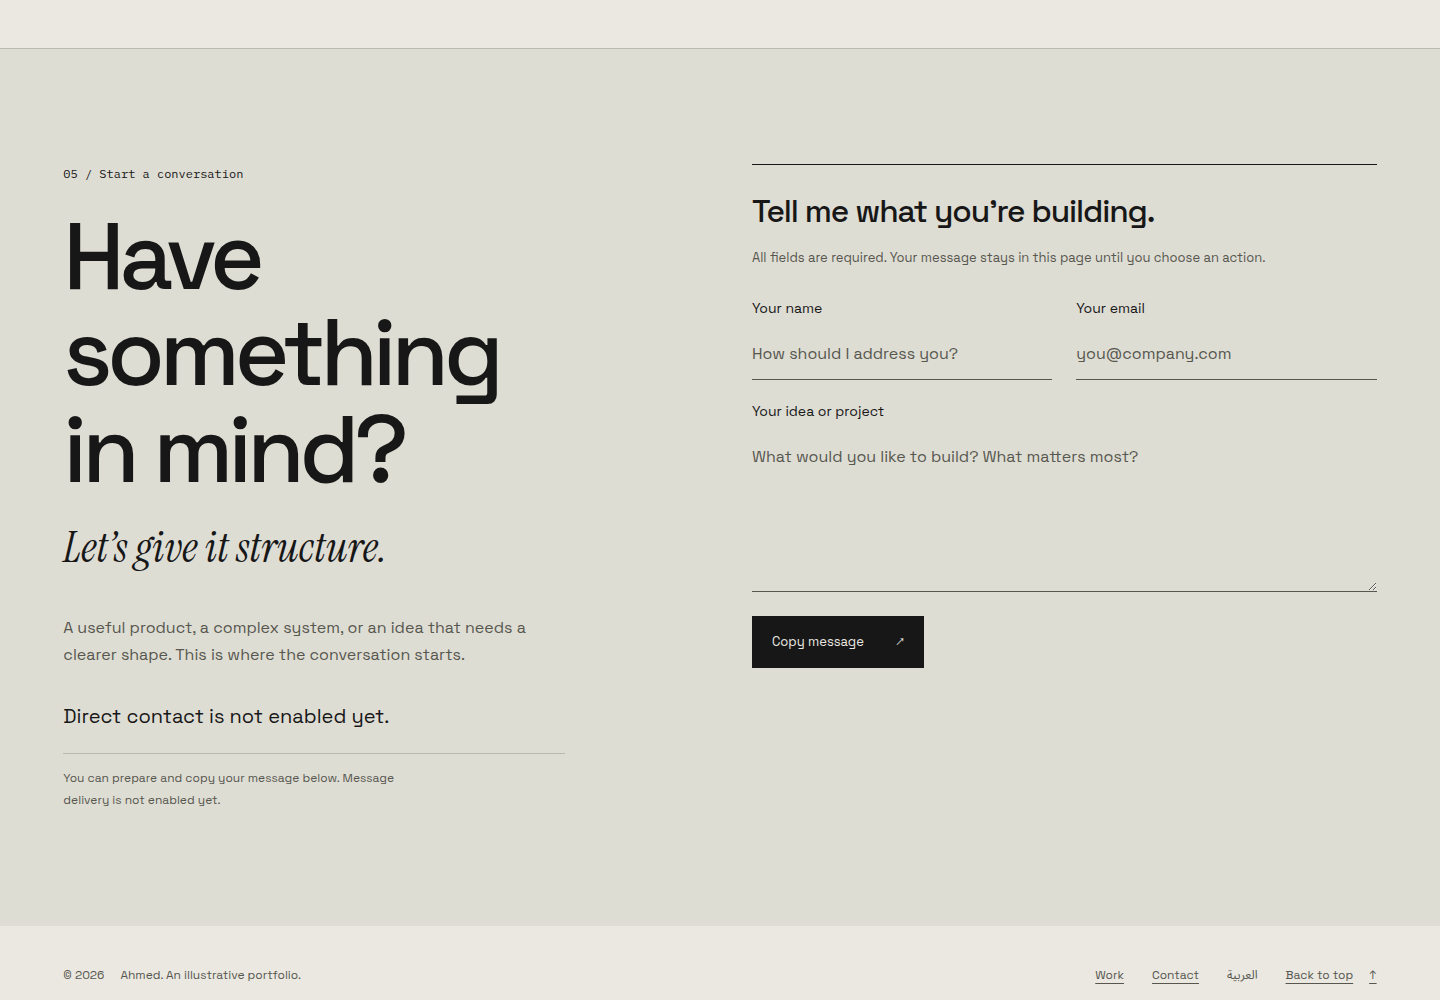 05 / Start a conversation
Have
something
in mind?
Let’s give it structure.
A useful product, a complex system, or an idea that needs a
clearer shape. This is where the conversation starts.
Direct contact is not enabled yet.
You can prepare and copy your message below. Message
delivery is not enabled yet.
Tell me what you’re building.
All fields are required. Your message stays in this page until you choose an action.
Your name
Your email
How should I address you?
you@company.com
Your idea or project
What would you like to build? What matters most?
Copy message ↗
© 2026 Ahmed. An illustrative portfolio.
Work Contact العربية Back to top ↑